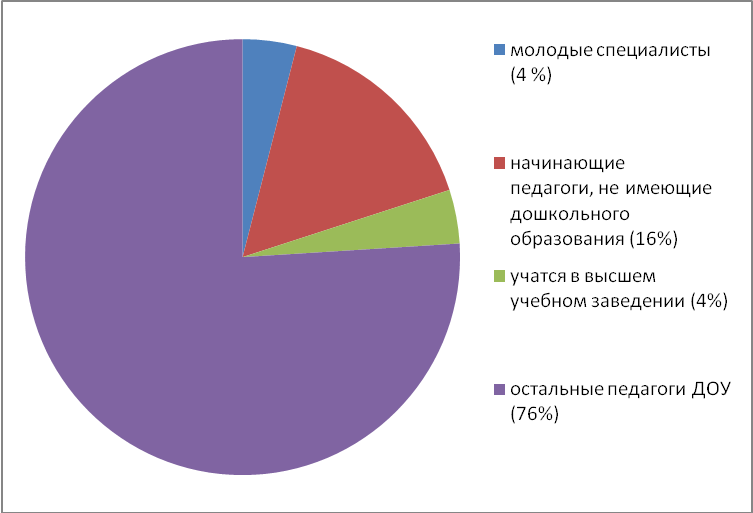 молодые специалисты
(4 %)
начинающие
педагоги, не имеющие
дошкольного
образования (16%)
учатся в высшем
учебном заведении (4%)
остальные педагоги ДОУ
(76%)